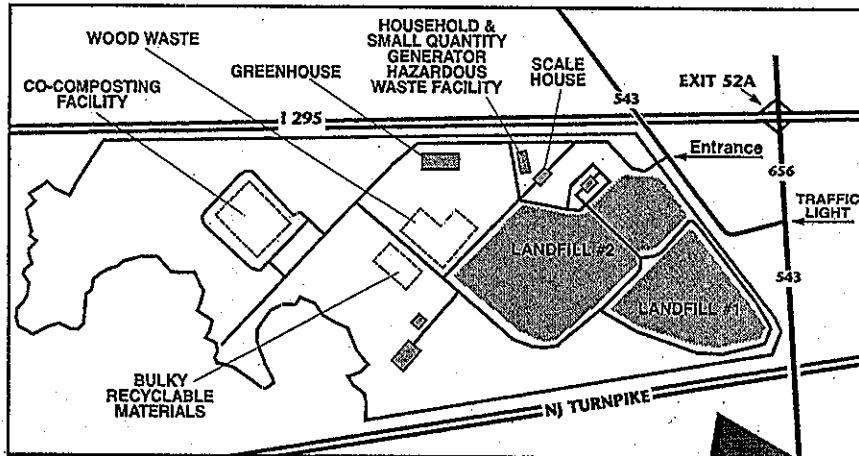 WOOD WASTE
CO-COMPOSTING
FACILITY
GREENHOUSE
HOUSEHOLD &
SMALL QUANTITY
GENERATOR
HAZARDOUS
WASTE FACILITY
SCALE
HOUSE
EXIT 52A
543
I 295
Entrance
656
TRAFFIC
LIGHT
LANDFILL #2
543
LANDFILL #1
BULKY
RECYCLABLE
MATERIALS
NJ TURNPIKE